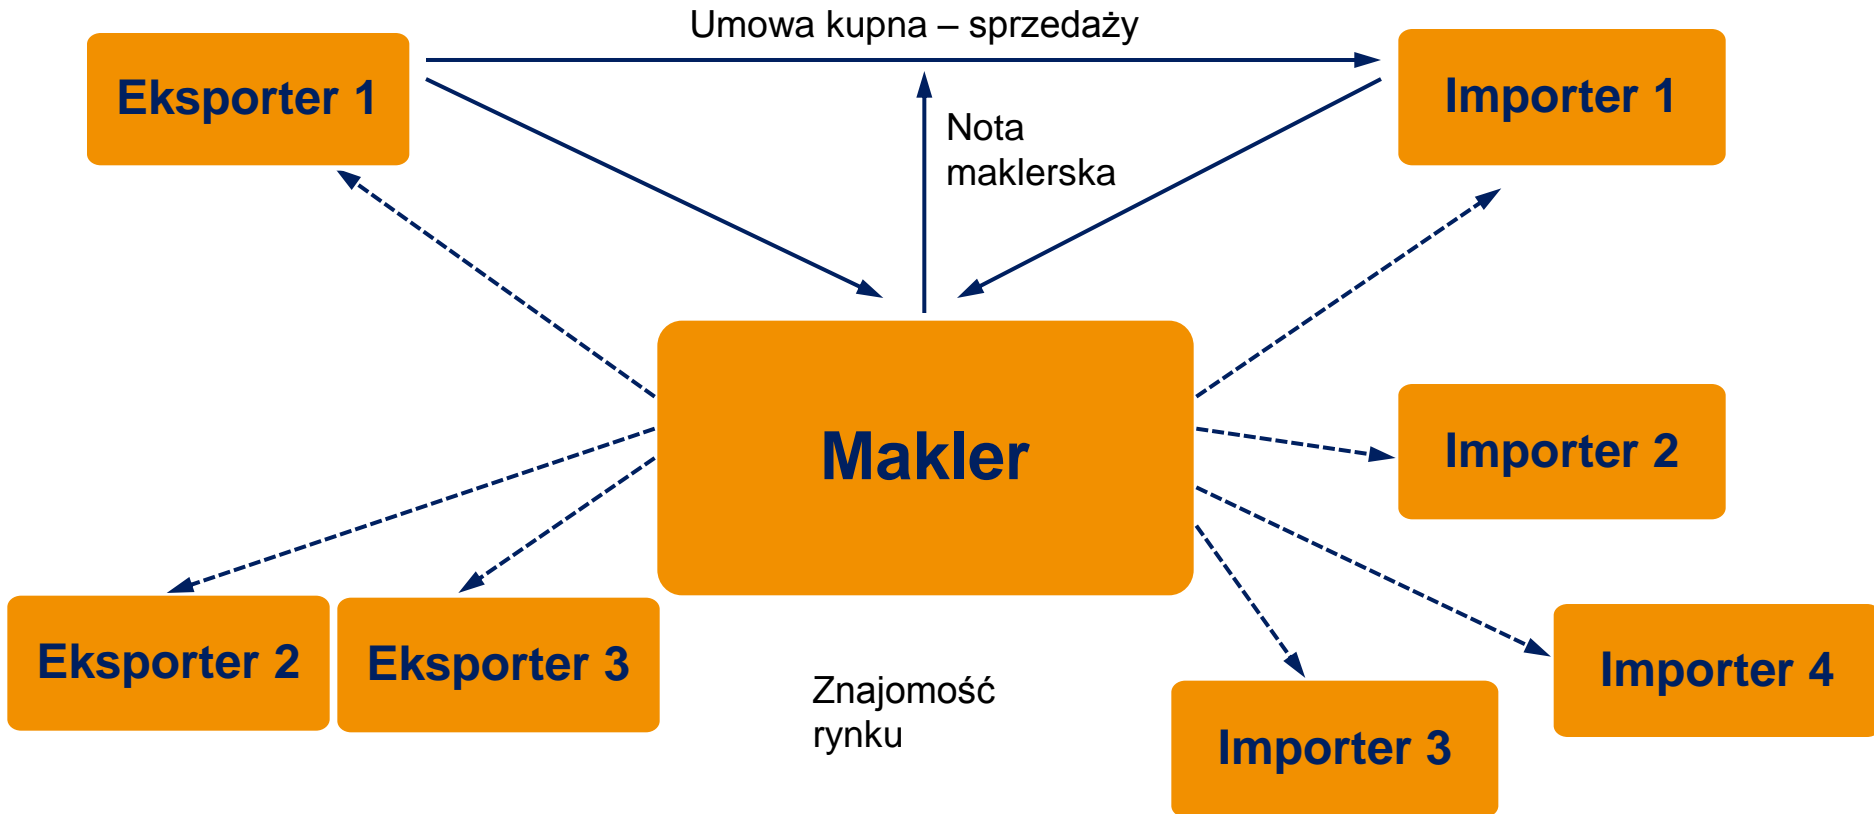 Umowa kupna – sprzedaży
Eksporter 1
Importer 1
Nota
maklerska
Makler
Importer 2
Eksporter 2
Eksporter 3
Importer 4
Znajomość
rynku
Importer 3